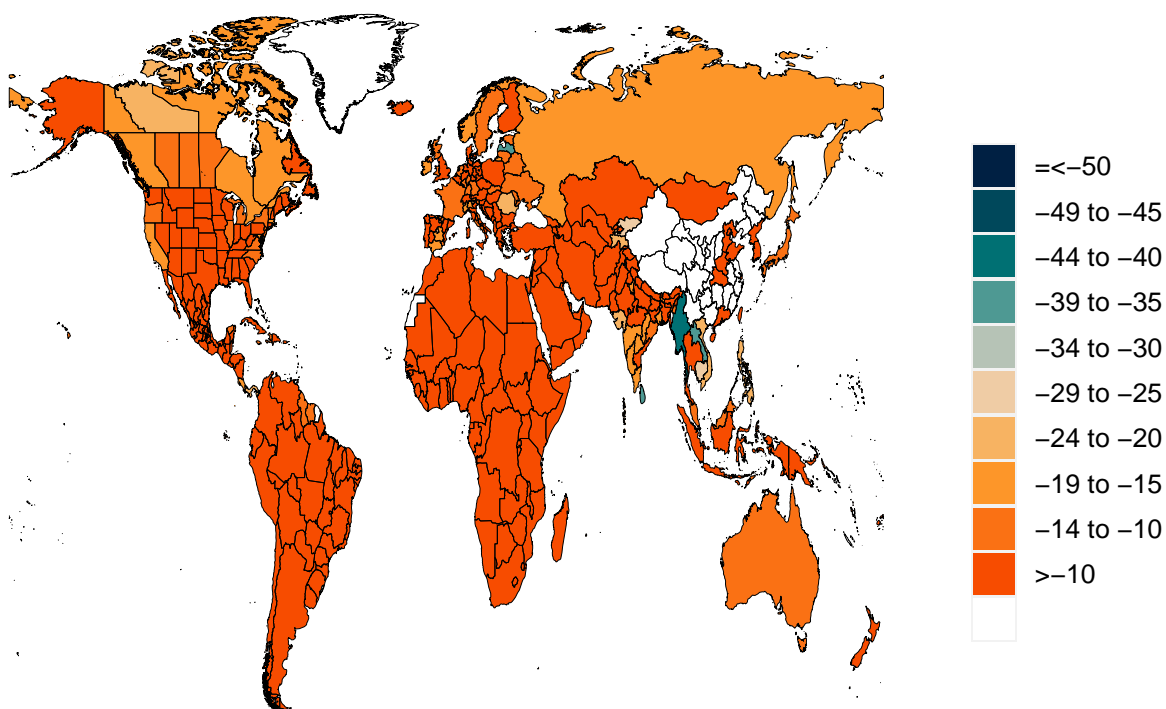 =<−50
−49 to −45
−44 to −40
−39 to −35
−34 to −30
−29 to −25
−24 to −20
−19 to −15
−14 to −10
>−10